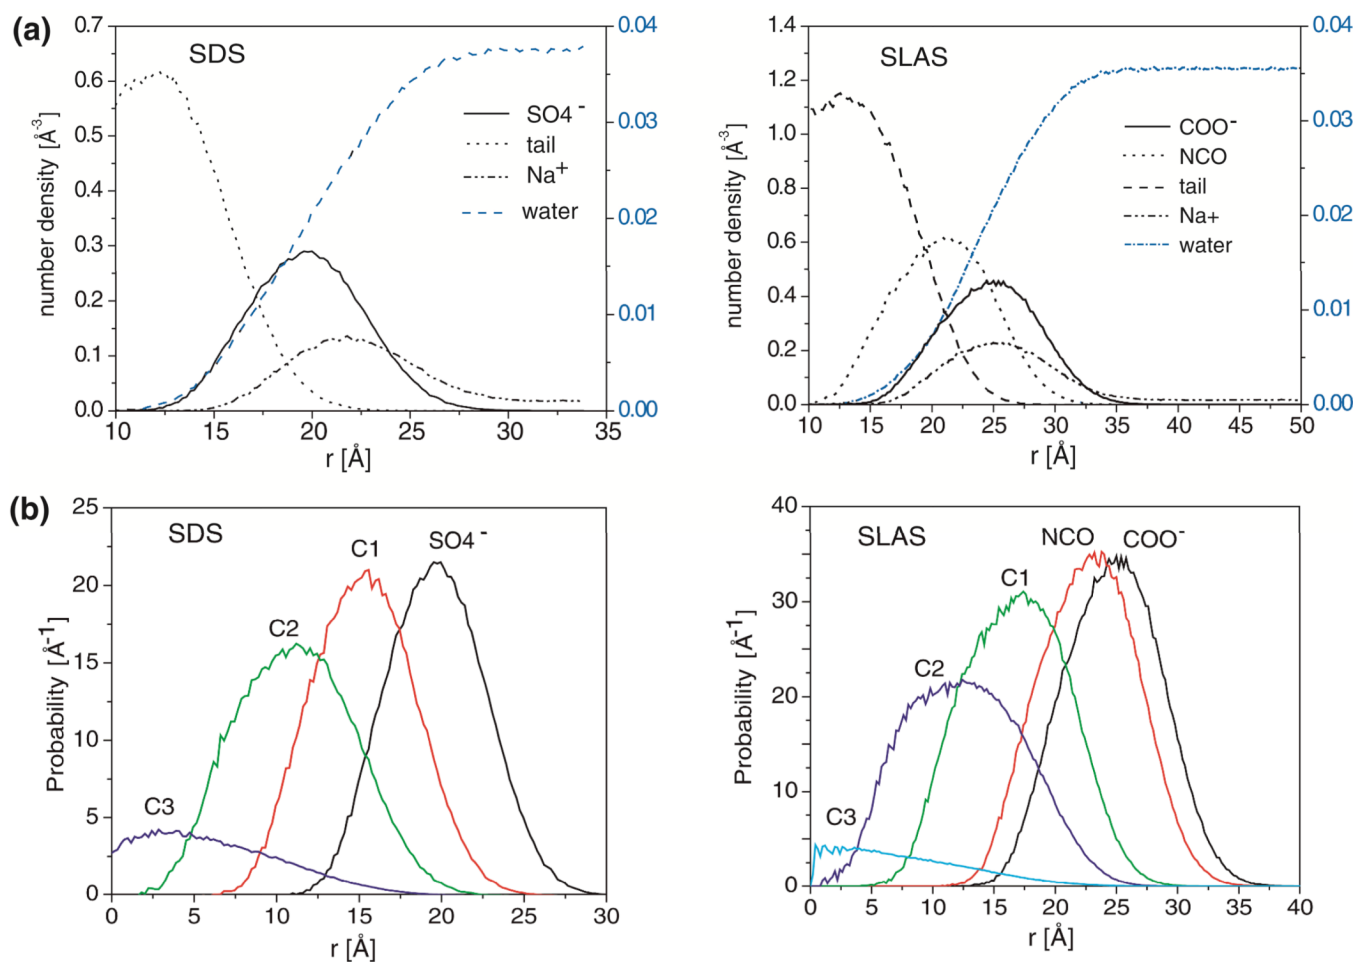 (a)
SDS
0.7
0.6
0.5
0.4
0.3
0.2
0.1
0.0
number density [Å-3]
0.04
0.03
0.02
0.01
0.00
SO4 -
tail
Na+
water
10 15 20 25 30 35
r [Å]
SLAS
1.4
1.2
1.0
0.8
0.6
0.4
0.2
0.0
number density [Å-3]
0.04
0.03
0.02
0.01
0.00
COO-
NCO
tail
Na+
water
10 15 20 25 30 35 40 45 50
r [Å]
(b)
SDS
25
20
15
10
5
0
Probability [Å-1]
C3
C2
C1
SO4 -
0 5 10 15 20 25 30
r [Å]
SLAS
40
30
20
10
0
Probability [Å-1]
C3
C2
C1
NCO
COO-
0 5 10 15 20 25 30 35 40
r [Å]